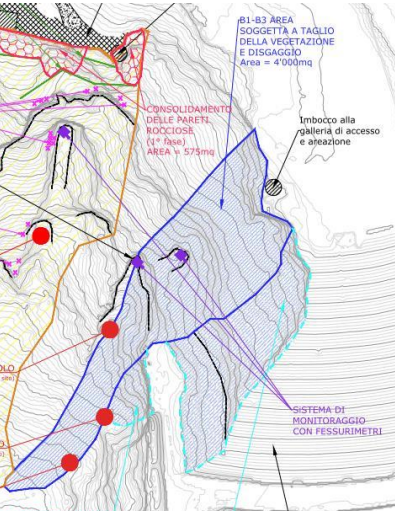 B1-B3 AREA
SOGGETTA A TAGLIO
DELLA VEGETAZIONE
E DISGAGGIO
Area = 4'000mq
CONSOLIDAMENTO
DELLE PARETI
ROCCIOSE
(1° fase)
AREA = 575mq
Imbocco alla
galleria di accesso
e areazione
OLO
SISTEMA DI
MONITORAGGIO
CON FESSURIMETRI
O